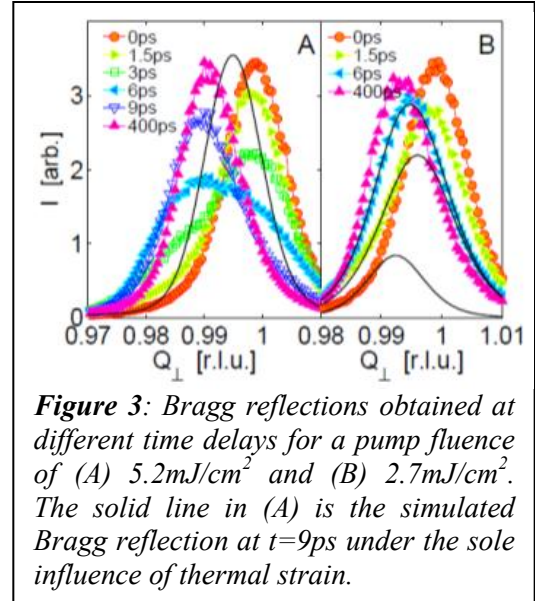 A
0ps
1.5ps
3ps
6ps
9ps
400ps
B
0ps
1.5ps
6ps
400ps
I [arb.]
3
2
1
0
0.97 0.98 0.99 1 0.98 0.99 1 1.01
Q⊥ [r.l.u.] Q⊥ [r.l.u.]
Figure 3: Bragg reflections obtained at
different time delays for a pump fluence
of (A) 5.2mJ/cm² and (B) 2.7mJ/cm².
The solid line in (A) is the simulated
Bragg reflection at t=9ps under the sole
influence of thermal strain.